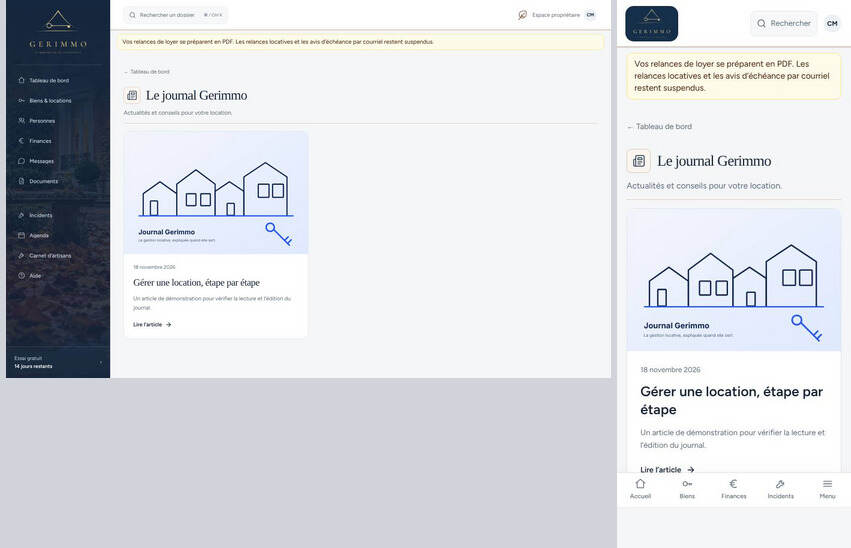 GERIMMO
Tableau de bord
Biens & locations
Personnes
Finances
Messages
Documents
Incidents
Agenda
Carnet d'artisans
Aide
Essai gratuit
14 jours restants
Rechercher un dossier
⌘ / Ctrl K
Espace propriétaire
CM
Vos relances de loyer se préparent en PDF. Les relances locatives et les avis d'échéance par courriel restent suspendus.
← Tableau de bord
Le journal Gerimmo
Actualités et conseils pour votre location.
Journal Gerimmo
La gestion locative, expliquée quand elle sert.
18 novembre 2026
Gérer une location, étape par étape
Un article de démonstration pour vérifier la lecture et l'édition du
journal.
Lire l'article →
GERIMMO
Rechercher
CM
Vos relances de loyer se préparent en PDF. Les
relances locatives et les avis d'échéance par courriel
restent suspendus.
← Tableau de bord
Le journal Gerimmo
Actualités et conseils pour votre location.
Journal Gerimmo
La gestion locative, expliquée quand elle sert.
18 novembre 2026
Gérer une location, étape par
étape
Un article de démonstration pour vérifier la lecture et
l'édition du journal.
Lire l'article →
Accueil
Biens
Finances
Incidents
Menu